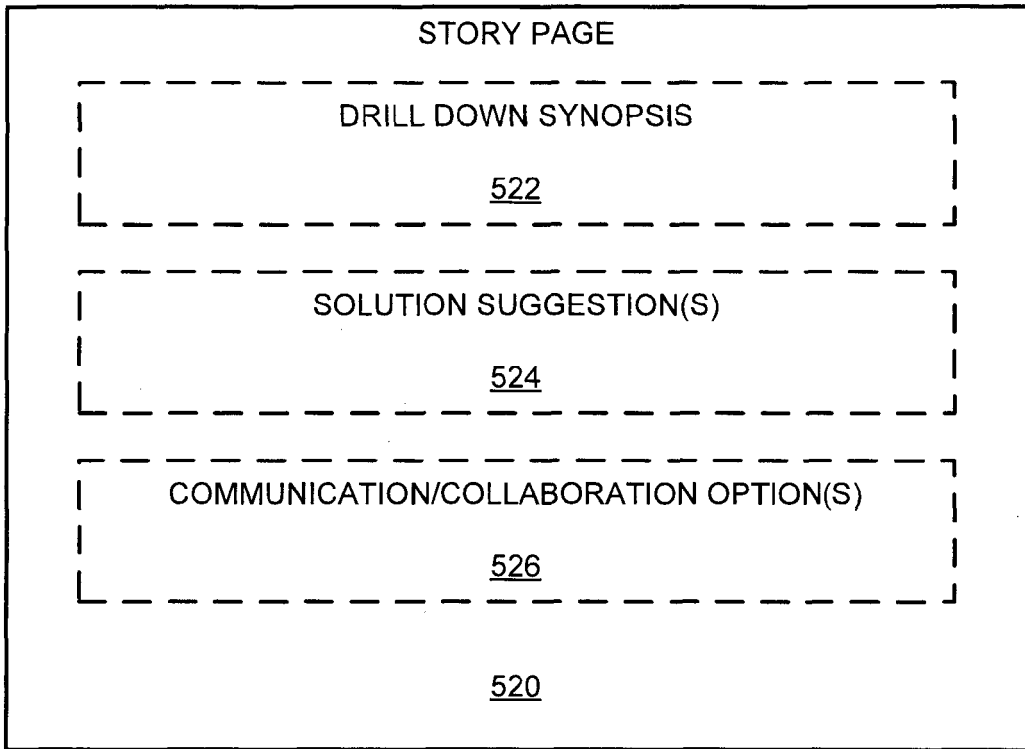 STORY PAGE
DRILL DOWN SYNOPSIS
522
SOLUTION SUGGESTION(S)
524
COMMUNICATION/COLLABORATION OPTION(S)
526
520